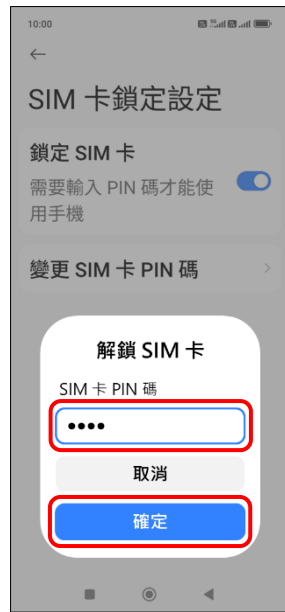 10:00
SIM 卡鎖定設定
鎖定 SIM 卡
需要輸入 PIN 碼才能使
用手機
變更 SIM 卡 PIN 碼
解鎖 SIM 卡
SIM 卡 PIN 碼
••••
取消
確定